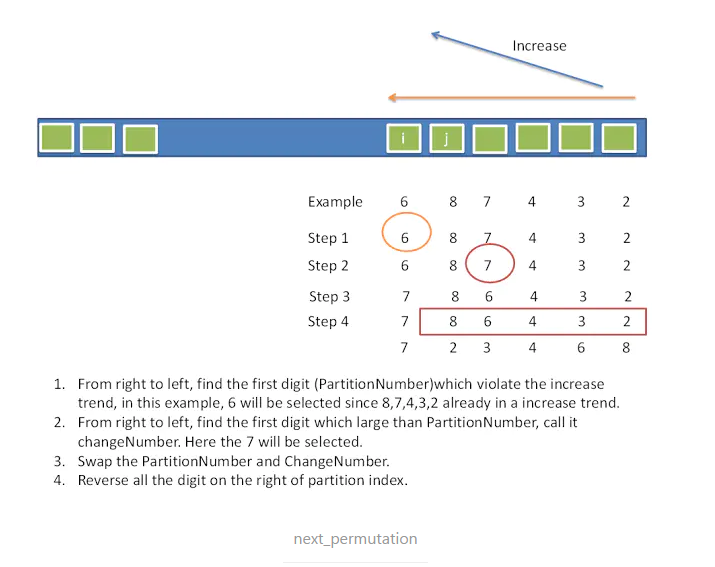 Increase
i j
Example 6 8 7 4 3 2
Step 1 6 8 7 4 3 2
Step 2 6 8 7 4 3 2
Step 3 7 8 6 4 3 2
Step 4 7 8 6 4 3 2
7 2 3 4 6 8
1. From right to left, find the first digit (PartitionNumber)which violate the increase
trend, in this example, 6 will be selected since 8,7,4,3,2 already in a increase trend.
2. From right to left, find the first digit which large than PartitionNumber, call it
changeNumber. Here the 7 will be selected.
3. Swap the PartitionNumber and ChangeNumber.
4. Reverse all the digit on the right of partition index.
next_permutation